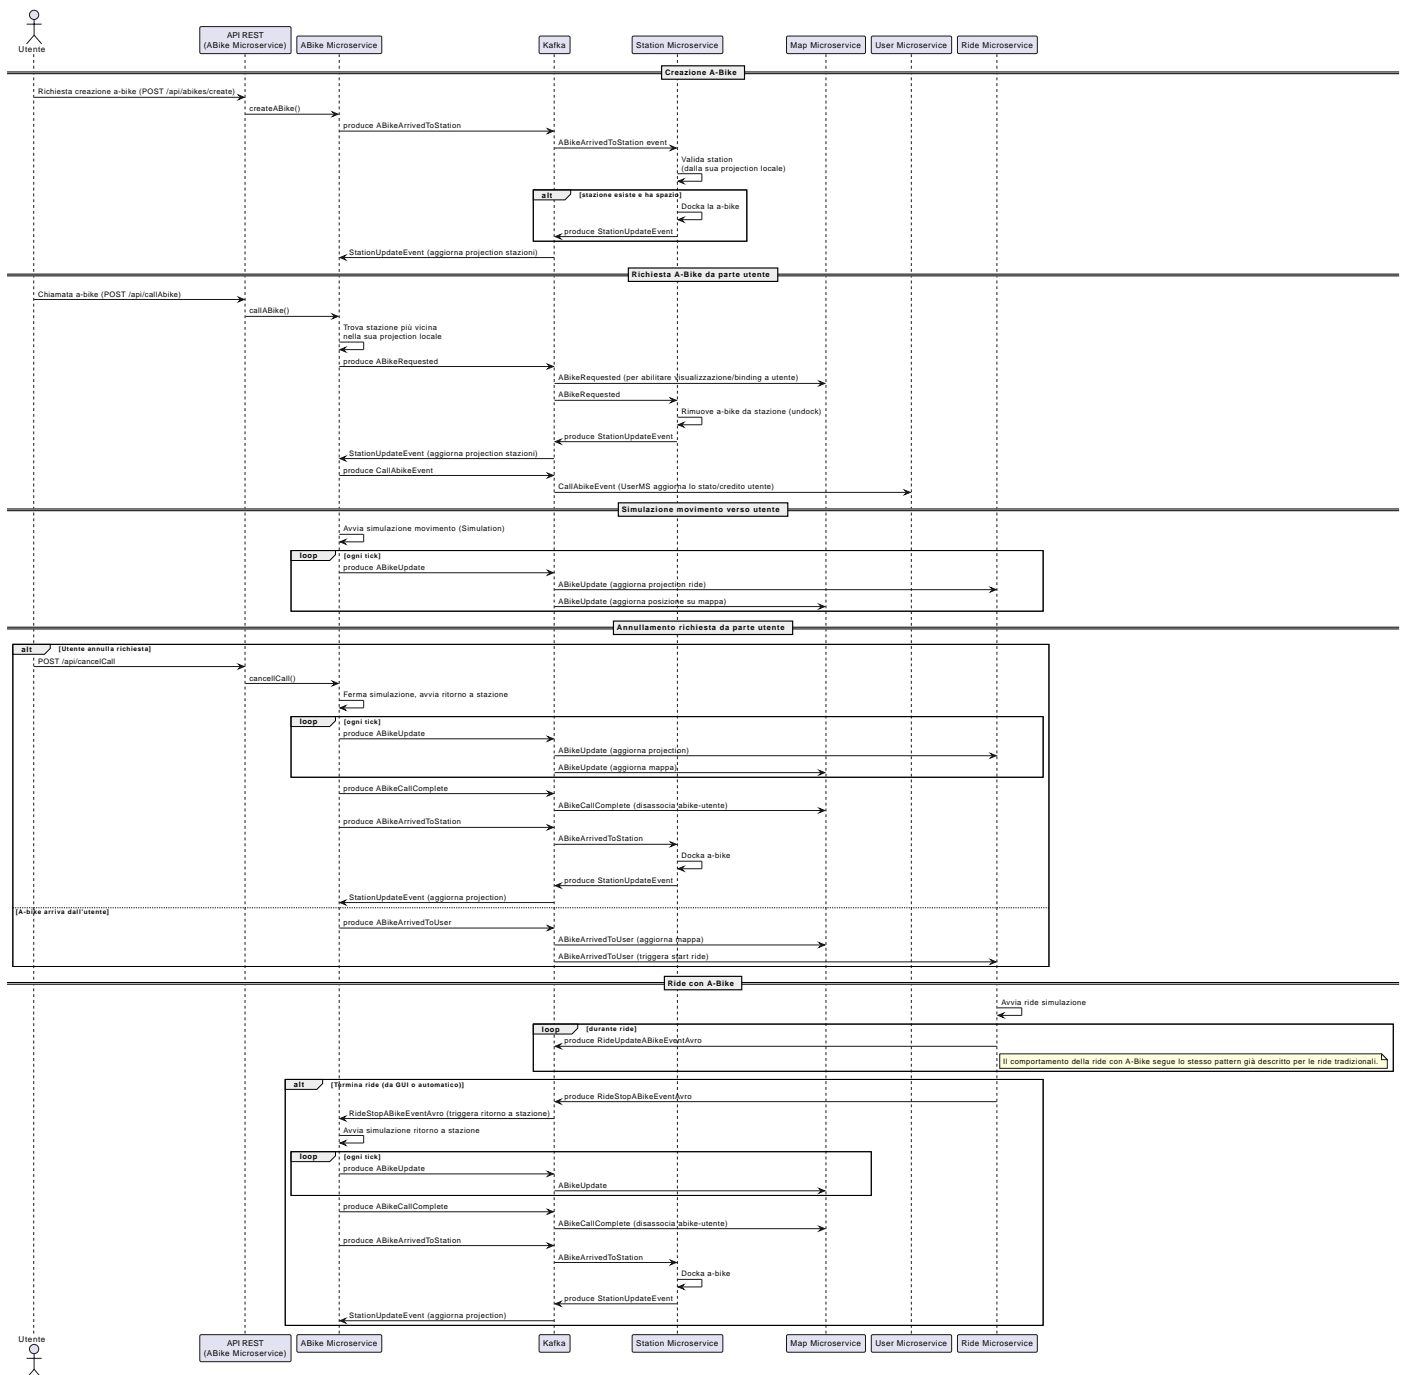 Utente
API REST
(ABike Microservice)
ABike Microservice
Kafka
Station Microservice
Map Microservice
User Microservice
Ride Microservice
Creazione A-Bike
Richiesta creazione a-bike (POST /api/abikes/create)
createABike()
produce ABikeArrivedToStation
ABikeArrivedToStation event
Valida station
(dalla sua projection locale)
alt
[stazione esiste e ha spazio]
Docka la a-bike
produce StationUpdateEvent
StationUpdateEvent (aggiorna projection stazioni)
Richiesta A-Bike da parte utente
Chiamata a-bike (POST /api/callAbike)
callABike()
Trova stazione più vicina
nella sua projection locale
produce ABikeRequested
ABikeRequested (per abilitare visualizzazione/binding a utente)
ABikeRequested
Rimuove a-bike da stazione (undock)
produce StationUpdateEvent
StationUpdateEvent (aggiorna projection stazioni)
produce CallAbikeEvent
CallAbikeEvent (UserMS aggiorna lo stato/credito utente)
Simulazione movimento verso utente
Avvia simulazione movimento (Simulation)
loop
[ogni tick]
produce ABikeUpdate
ABikeUpdate (aggiorna projection ride)
ABikeUpdate (aggiorna posizione su mappa)
Annullamento richiesta da parte utente
alt
[Utente annulla richiesta]
POST /api/cancelCall
cancellCall()
Ferma simulazione, avvia ritorno a stazione
loop
[ogni tick]
produce ABikeUpdate
ABikeUpdate (aggiorna projection)
ABikeUpdate (aggiorna mappa)
produce ABikeCallComplete
ABikeCallComplete (disassocia abike-utente)
produce ABikeArrivedToStation
ABikeArrivedToStation
Docka a-bike
produce StationUpdateEvent
StationUpdateEvent (aggiorna projection)
[A-bike arriva dall'utente]
produce ABikeArrivedToUser
ABikeArrivedToUser (aggiorna mappa)
ABikeArrivedToUser (triggera start ride)
Ride con A-Bike
Avvia ride simulazione
loop
[durante ride]
produce RideUpdateABikeEventAvro
Il comportamento della ride con A-Bike segue lo stesso pattern già descritto per le ride tradizionali.
alt
[Termina ride (da GUI o automatico)]
produce RideStopABikeEventAvro
RideStopABikeEventAvro (triggera ritorno a stazione)
Avvia simulazione ritorno a stazione
loop
[ogni tick]
produce ABikeUpdate
ABikeUpdate
produce ABikeCallComplete
ABikeCallComplete (disassocia abike-utente)
produce ABikeArrivedToStation
ABikeArrivedToStation
Docka a-bike
produce StationUpdateEvent
StationUpdateEvent (aggiorna projection)
Utente
API REST
(ABike Microservice)
ABike Microservice
Kafka
Station Microservice
Map Microservice
User Microservice
Ride Microservice